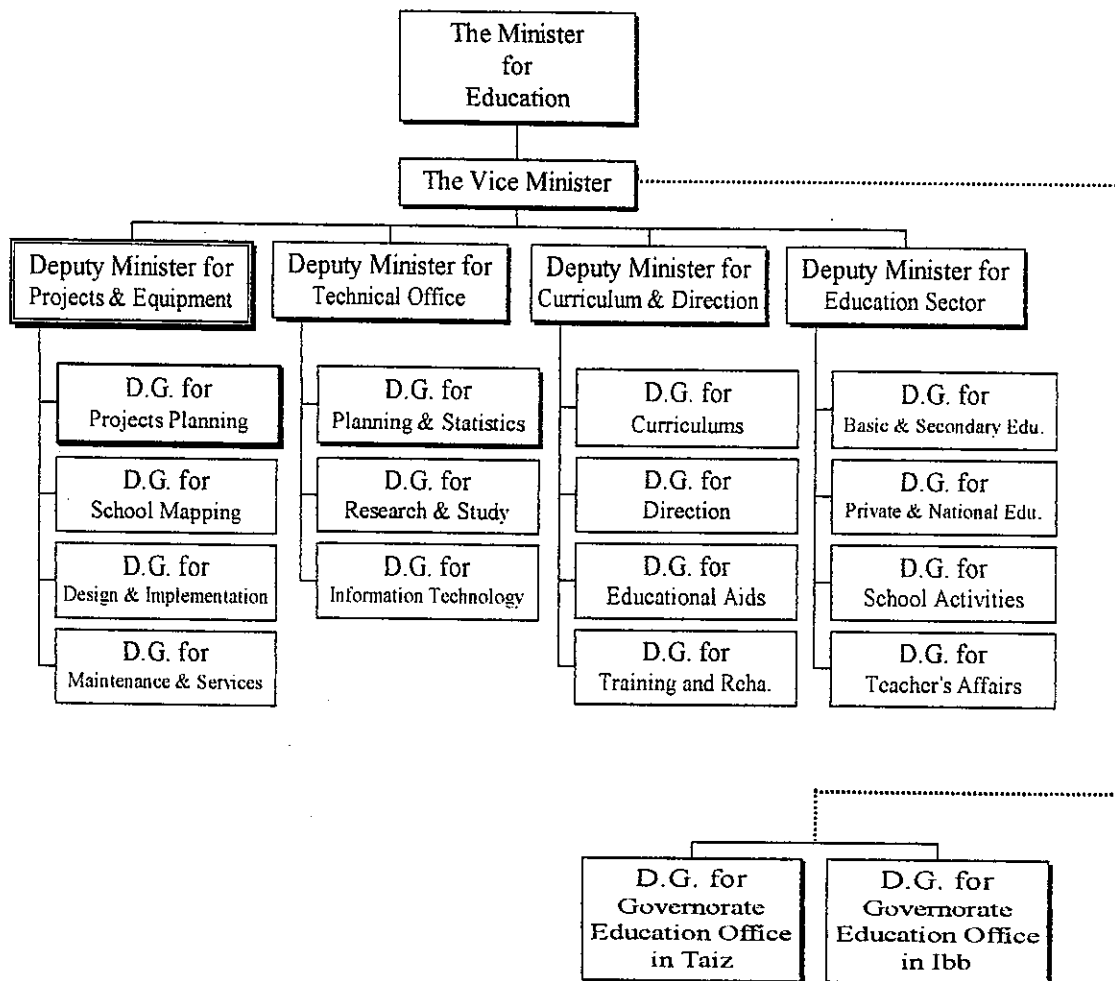 The Minister
for
Education
The Vice Minister
Deputy Minister for
Projects & Equipment
Deputy Minister for
Technical Office
Deputy Minister for
Curriculum & Direction
Deputy Minister for
Education Sector
D.G. for
Projects Planning
D.G. for
School Mapping
D.G. for
Design & Implementation
D.G. for
Maintenance & Services
D.G. for
Planning & Statistics
D.G. for
Research & Study
D.G. for
Information Technology
D.G. for
Curriculums
D.G. for
Direction
D.G. for
Educational Aids
D.G. for
Training and Reha.
D.G. for
Basic & Secondary Edu.
D.G. for
Private & National Edu.
D.G. for
School Activities
D.G. for
Teacher's Affairs
D.G. for
Governorate
Education Office
in Taiz
D.G. for
Governorate
Education Office
in Ibb